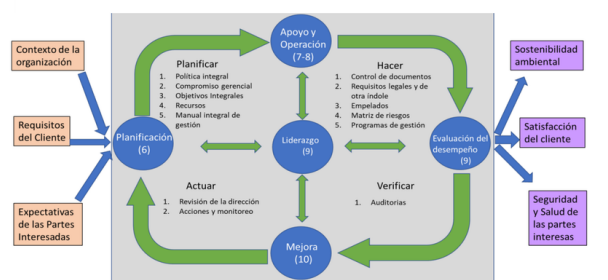 Contexto de la
organización
Requisitos
del Cliente
Expectativas
de las Partes
Interesadas
Apoyo y
Operación
(7-8)
Planificar
1. Política integral
2. Compromiso gerencial
3. Objetivos Integrales
4. Recursos
5. Manual integral de
gestión
Hacer
1. Control de documentos
2. Requisitos legales y de
otra índole
3. Empelados
4. Matriz de riesgos
5. Programas de gestión
Planificación
(6)
Liderazgo
(9)
Evaluación del
desempeño
(9)
Actuar
1. Revisión de la dirección
2. Acciones y monitoreo
Verificar
1. Auditorias
Mejora
(10)
Sostenibilidad
ambiental
Satisfacción
del cliente
Seguridad
y Salud de
las partes
interesas